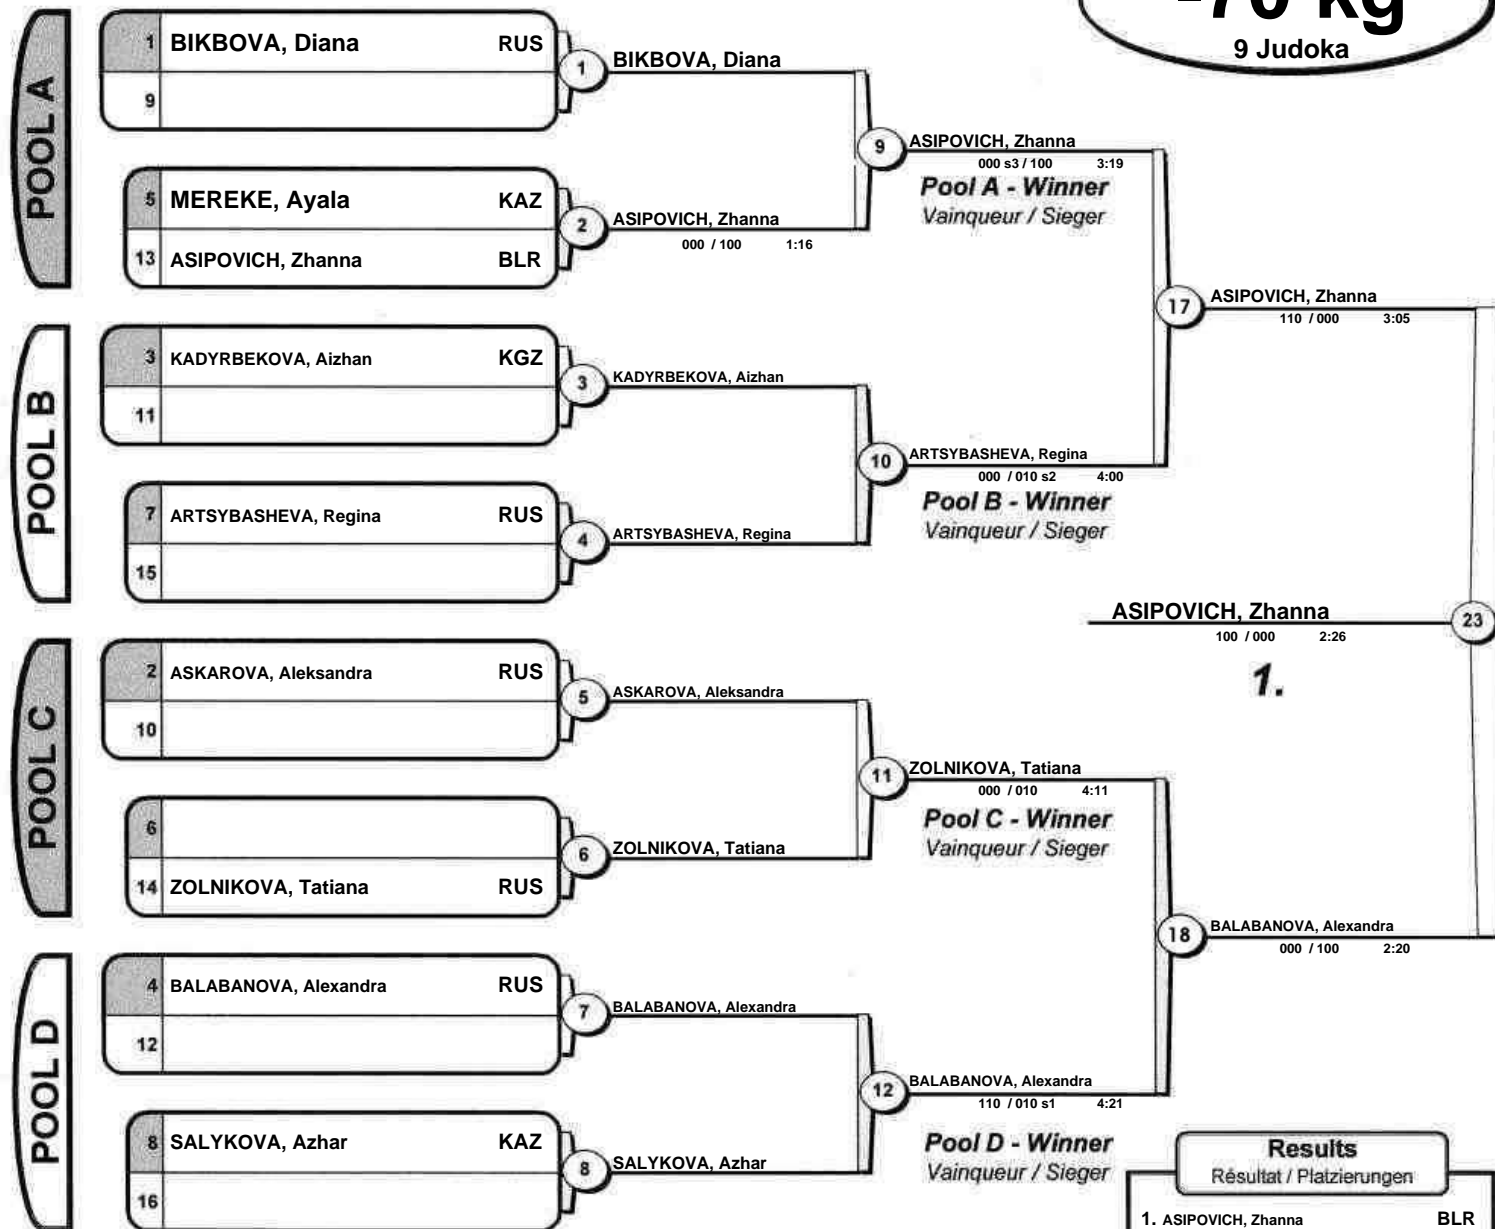 -70 kg
9 Judoka
POOL A
1 BIKBOVA, Diana RUS
9
1
BIKBOVA, Diana
5 MEREKE, Ayala KAZ
13 ASIPOVICH, Zhanna BLR
2
ASIPOVICH, Zhanna
000 / 100 1:16
9
ASIPOVICH, Zhanna
000 s3 / 100 3:19
Pool A - Winner
Vainqueur / Sieger
POOL B
3 KADYRBEKOVA, Aizhan KGZ
11
3
KADYRBEKOVA, Aizhan
7 ARTSYBASHEVA, Regina RUS
15
4
ARTSYBASHEVA, Regina
10
ARTSYBASHEVA, Regina
000 / 010 s2 4:00
Pool B - Winner
Vainqueur / Sieger
17
ASIPOVICH, Zhanna
110 / 000 3:05
ASIPOVICH, Zhanna
100 / 000 2:26
1.
23
POOL C
2 ASKAROVA, Aleksandra RUS
10
5
ASKAROVA, Aleksandra
6
14 ZOLNIKOVA, Tatiana RUS
6
ZOLNIKOVA, Tatiana
11
ZOLNIKOVA, Tatiana
000 / 010 4:11
Pool C - Winner
Vainqueur / Sieger
18
BALABANOVA, Alexandra
000 / 100 2:20
POOL D
4 BALABANOVA, Alexandra RUS
12
7
BALABANOVA, Alexandra
8 SALYKOVA, Azhar KAZ
16
8
SALYKOVA, Azhar
12
BALABANOVA, Alexandra
110 / 010 s1 4:21
Pool D - Winner
Vainqueur / Sieger
Results
Résultat / Platzierungen
1. ASIPOVICH, Zhanna BLR